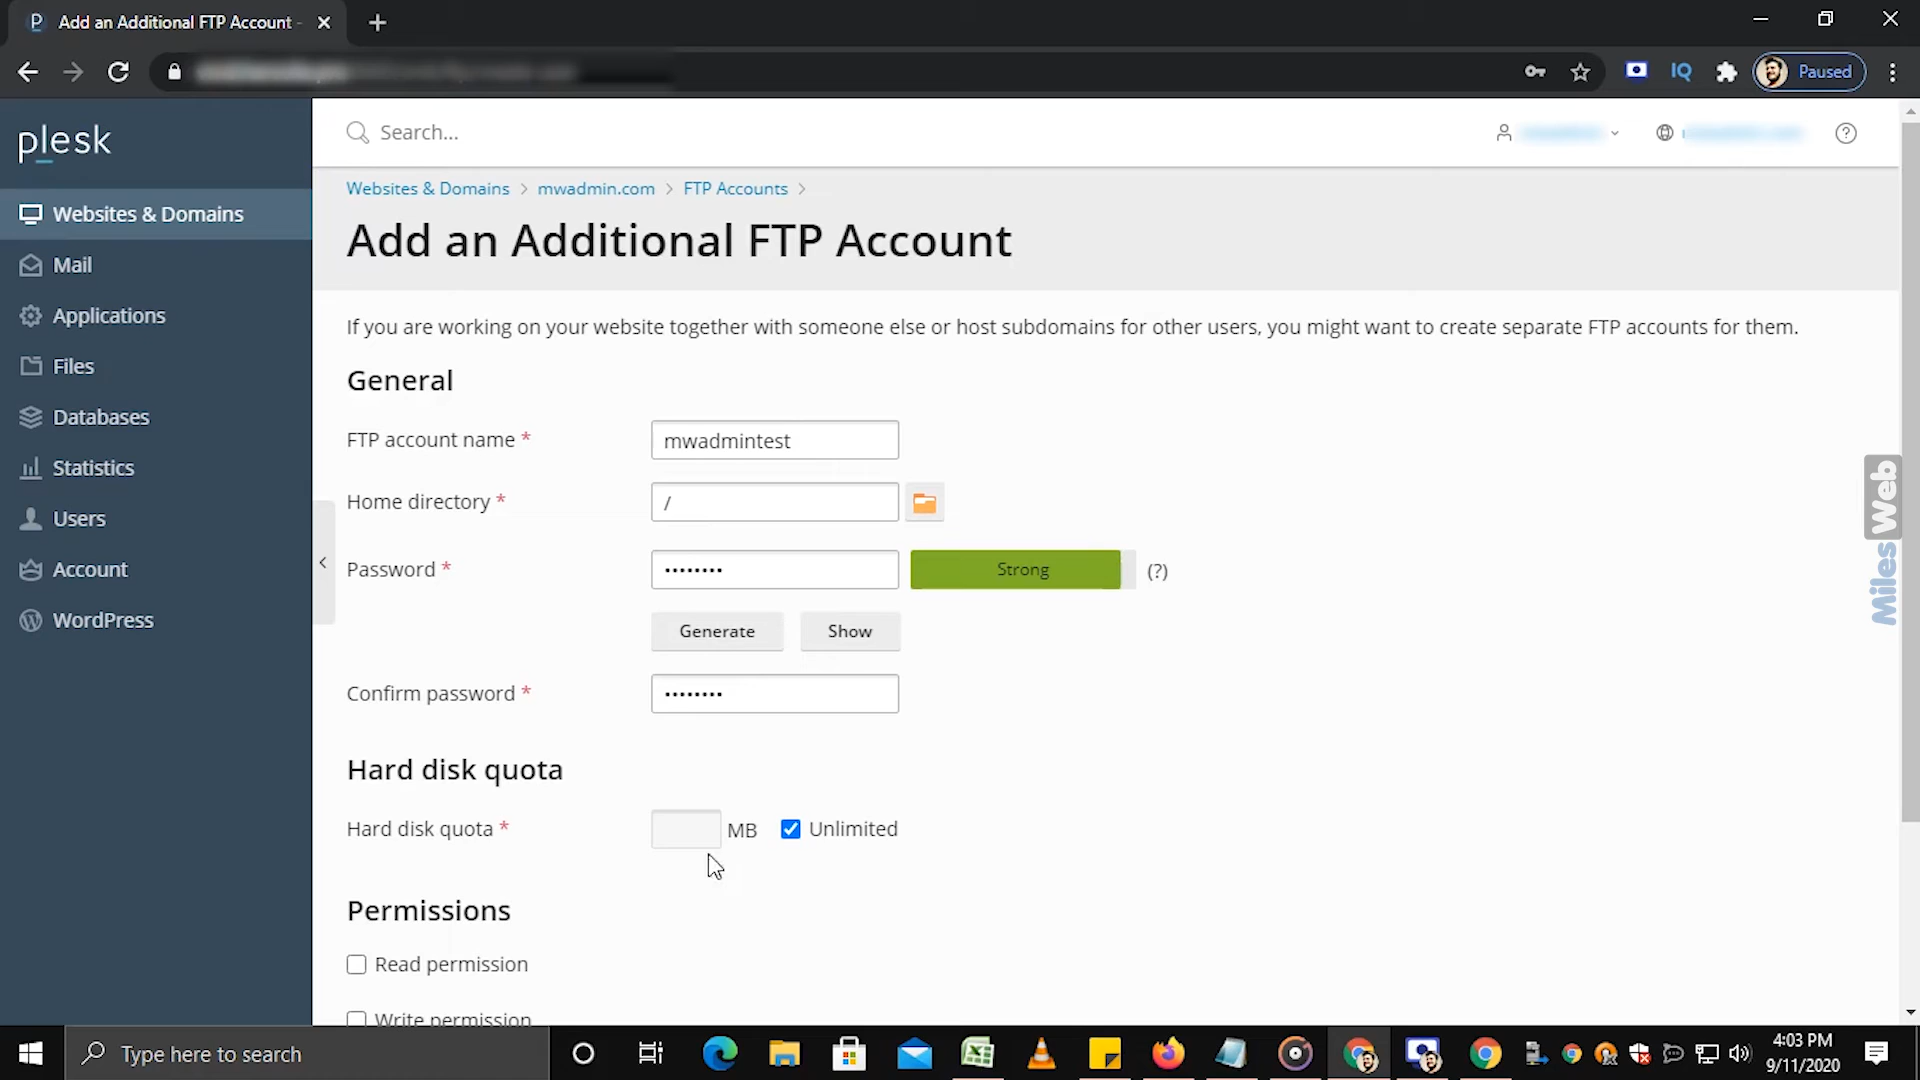 Add an Additional FTP Account -
IQ
Paused
plesk
Search...
Websites & Domains
Mail
Applications
Files
Databases
Statistics
Users
Account
WordPress
Websites & Domains > mwadmin.com > FTP Accounts >
Add an Additional FTP Account
If you are working on your website together with someone else or host subdomains for other users, you might want to create separate FTP accounts for them.
General
FTP account name * mwadmintest
Home directory * /
Password * •••••••• Strong (?)
Generate Show
Confirm password * ••••••••
Hard disk quota
Hard disk quota * MB Unlimited
Permissions
Read permission
Write permission
MilesWeb
Type here to search
4:03 PM
9/11/2020